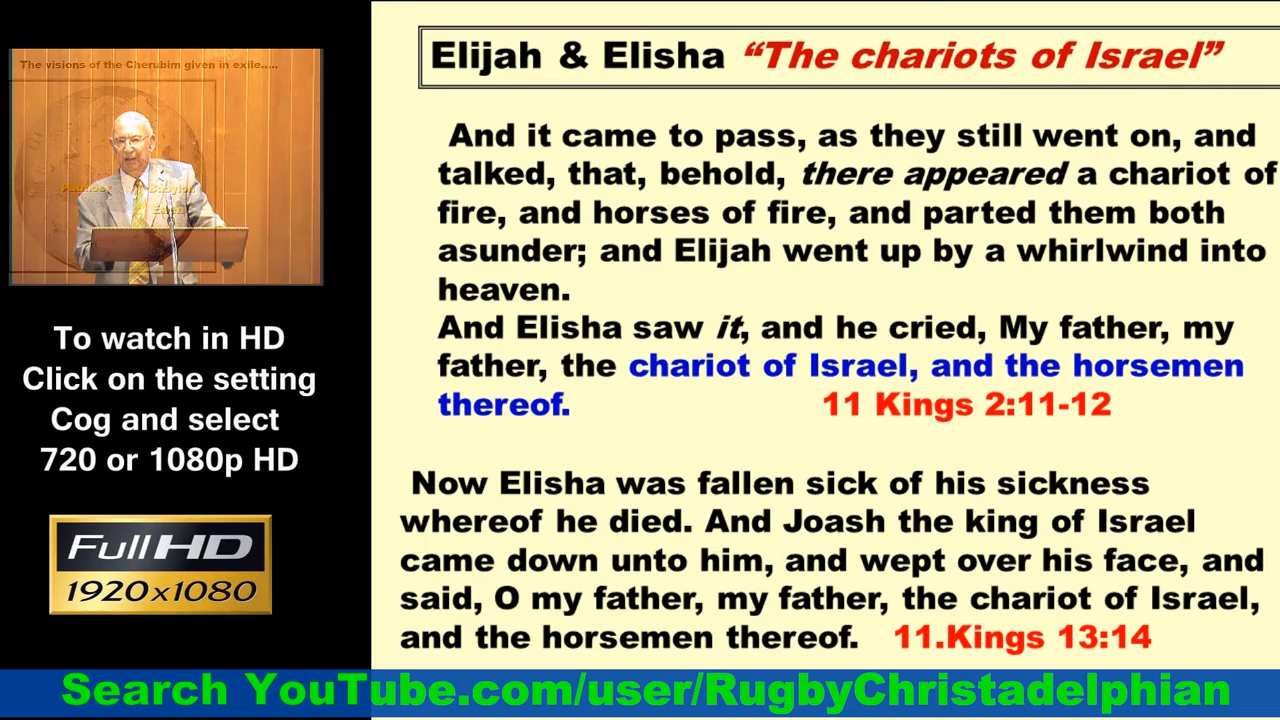 The visions of the Cherubim given in exile.....
Patmos
Babylon
Eden
To watch in HD
Click on the setting
Cog and select
720 or 1080p HD
Full HD
1920x1080
Elijah & Elisha “The chariots of Israel”
And it came to pass, as they still went on, and
talked, that, behold, there appeared a chariot of
fire, and horses of fire, and parted them both
asunder; and Elijah went up by a whirlwind into
heaven.
And Elisha saw it, and he cried, My father, my
father, the chariot of Israel, and the horsemen
thereof. 11 Kings 2:11-12
Now Elisha was fallen sick of his sickness
whereof he died. And Joash the king of Israel
came down unto him, and wept over his face, and
said, O my father, my father, the chariot of Israel,
and the horsemen thereof. 11.Kings 13:14
Search YouTube.com/user/RugbyChristadelphian